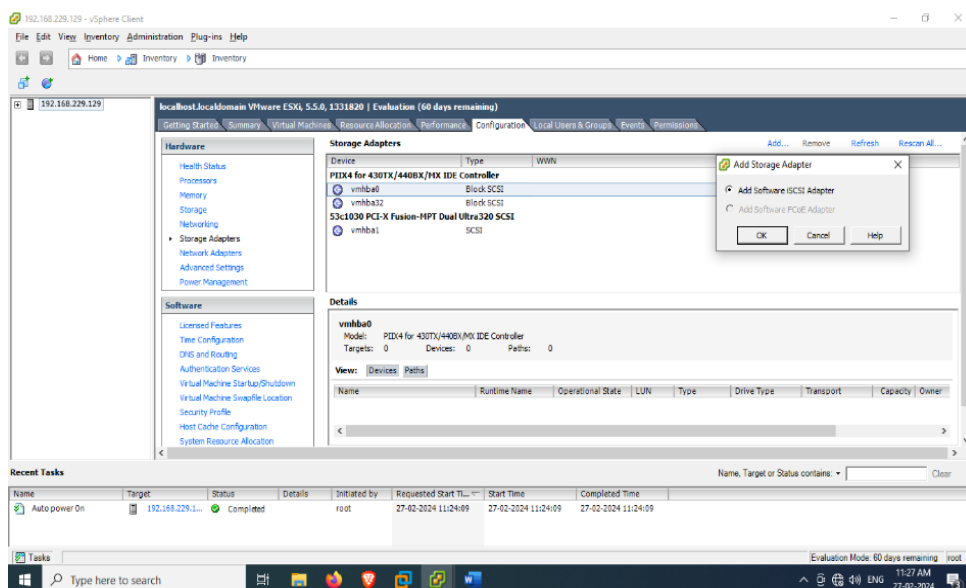 192.168.229.129 - vSphere Client
File Edit View Inventory Administration Plug-ins Help
Home Inventory Inventory
192.168.229.129
localhost.localdomain VMware ESXi, 5.5.0, 1331820 | Evaluation (60 days remaining)
Getting Started Summary Virtual Machines Resource Allocation Performance Configuration Local Users & Groups Events Permissions
Hardware
Health Status
Processors
Memory
Storage
Networking
Storage Adapters
Network Adapters
Advanced Settings
Power Management
Software
Licensed Features
Time Configuration
DNS and Routing
Authentication Services
Virtual Machine Startup/Shutdown
Virtual Machine Swapfile Location
Security Profile
Host Cache Configuration
System Resource Allocation
Storage Adapters
Add... Remove Refresh Rescan All...
Device Type WWN
PIIX4 for 430TX/440BX/MX IDE Controller
vmhba0 Block SCSI
vmhba32 Block SCSI
53c1030 PCI-X Fusion-MPT Dual Ultra320 SCSI
vmhba1 SCSI
Add Storage Adapter
Add Software iSCSI Adapter
Add Software FCoE Adapter
OK Cancel Help
Details
vmhba0
Model: PIIX4 for 430TX/440BX/MX IDE Controller
Targets: 0 Devices: 0 Paths: 0
View: Devices Paths
Name Runtime Name Operational State LUN Type Drive Type Transport Capacity Owner
Recent Tasks
Name, Target or Status contains: Clear
Name Target Status Details Initiated by Requested Start Ti... Start Time Completed Time
Auto power On 192.168.229.1... Completed root 27-02-2024 11:24:09 27-02-2024 11:24:09 27-02-2024 11:24:09
Tasks
Evaluation Mode: 60 days remaining root
Type here to search
ENG 11:27 AM
27-02-2024